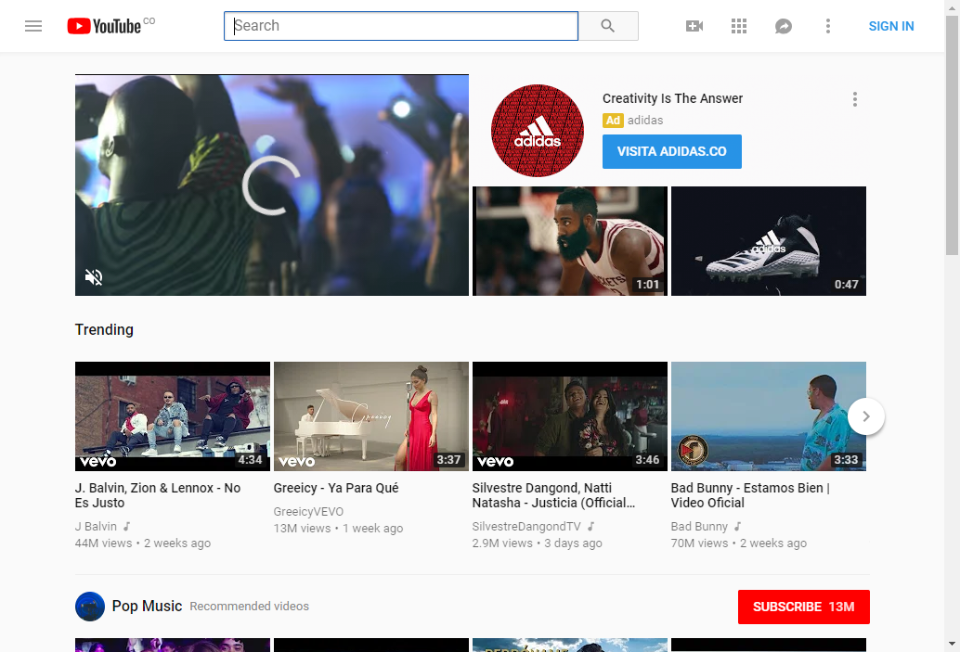 YouTube CO
Search
SIGN IN
Creativity Is The Answer
Ad adidas
VISITA ADIDAS.CO
adidas
adidas
1:01
0:47
Trending
vevo
4:34
Greeicy
vevo
3:37
vevo
3:46
3:33
J. Balvin, Zion & Lennox - No
Es Justo
J Balvin
44M views • 2 weeks ago
Greeicy - Ya Para Qué
GreeicyVEVO
13M views • 1 week ago
Silvestre Dangond, Natti
Natasha - Justicia (Official...
SilvestreDangondTV
2.9M views • 3 days ago
Bad Bunny - Estamos Bien |
Video Oficial
Bad Bunny
70M views • 2 weeks ago
Pop Music Recommended videos
SUBSCRIBE 13M